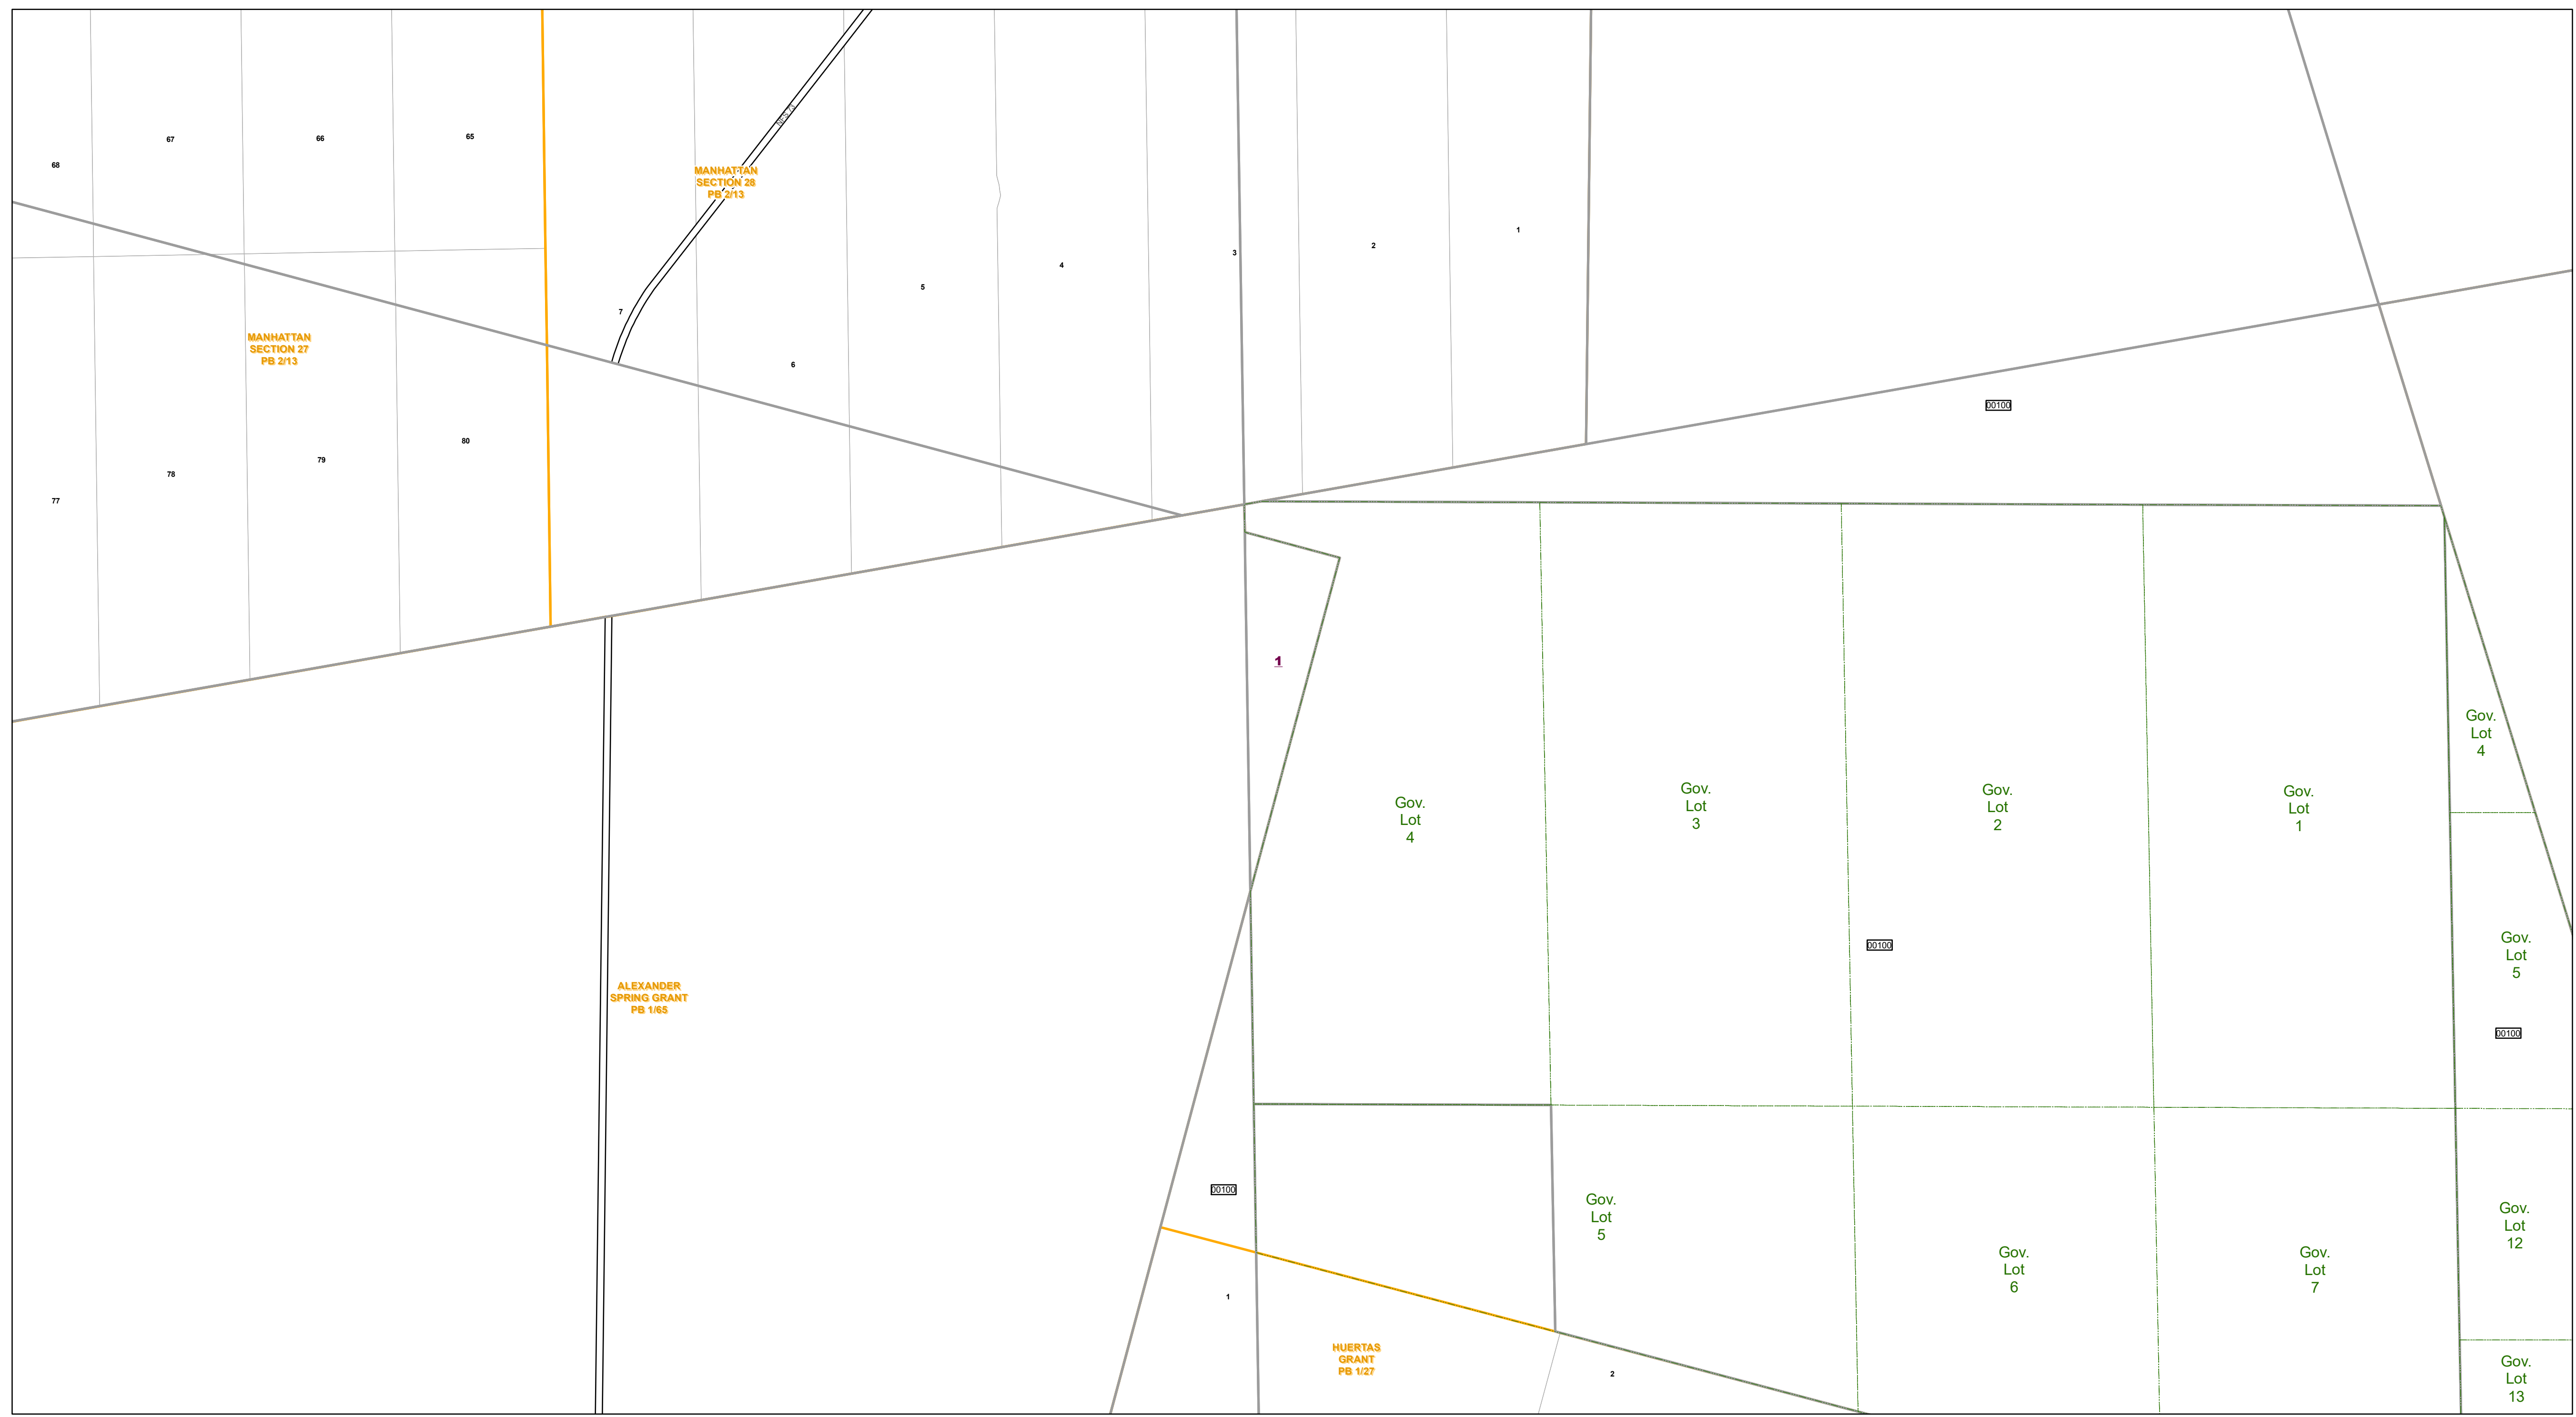 NFS 73
67
66
65
68
MANHATTAN
SECTION 28
PB 2/13
1
2
3
4
5
7
MANHATTAN
SECTION 27
PB 2/13
6
00100
80
79
78
77
1
Gov.
Lot
4
Gov.
Lot
4
Gov.
Lot
3
Gov.
Lot
2
Gov.
Lot
1
00100
Gov.
Lot
5
ALEXANDER
SPRING GRANT
PB 1/65
00100
00100
Gov.
Lot
5
Gov.
Lot
12
Gov.
Lot
6
Gov.
Lot
7
1
HUERTAS
GRANT
PB 1/27
2
Gov.
Lot
13